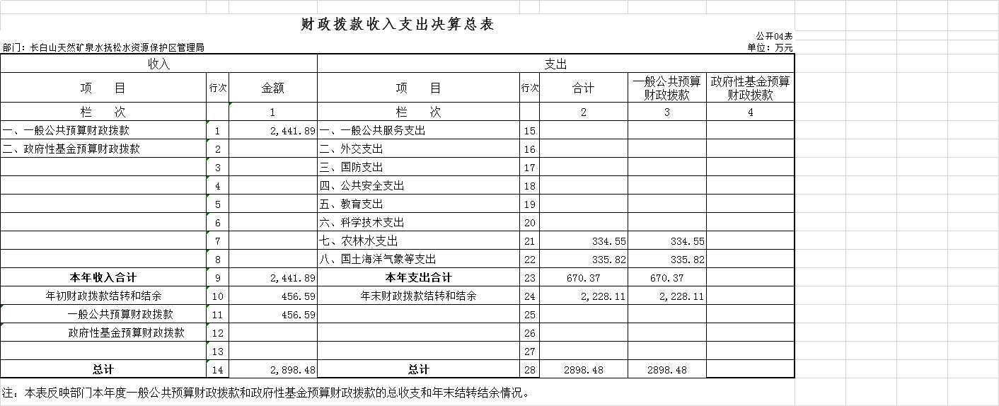 财政拨款收入支出决算总表
公开04表
部门：长白山天然矿泉水抚松水资源保护区管理局 单位：万元
收入 支出
项 目 行次 金额 项 目 行次 合计 一般公共预算财政拨款 政府性基金预算财政拨款
栏 次 1 栏 次 2 3 4
一、一般公共预算财政拨款 1 2,441.89 一、一般公共服务支出 15
二、政府性基金预算财政拨款 2 二、外交支出 16
3 三、国防支出 17
4 四、公共安全支出 18
5 五、教育支出 19
6 六、科学技术支出 20
7 七、农林水支出 21 334.55 334.55
8 八、国土海洋气象等支出 22 335.82 335.82
本年收入合计 9 2,441.89 本年支出合计 23 670.37 670.37
年初财政拨款结转和结余 10 456.59 年末财政拨款结转和结余 24 2,228.11 2,228.11
一般公共预算财政拨款 11 456.59 25
政府性基金预算财政拨款 12 26
13 27
总计 14 2,898.48 总计 28 2898.48 2898.48
注：本表反映部门本年度一般公共预算财政拨款和政府性基金预算财政拨款的总收支和年末结转结余情况。